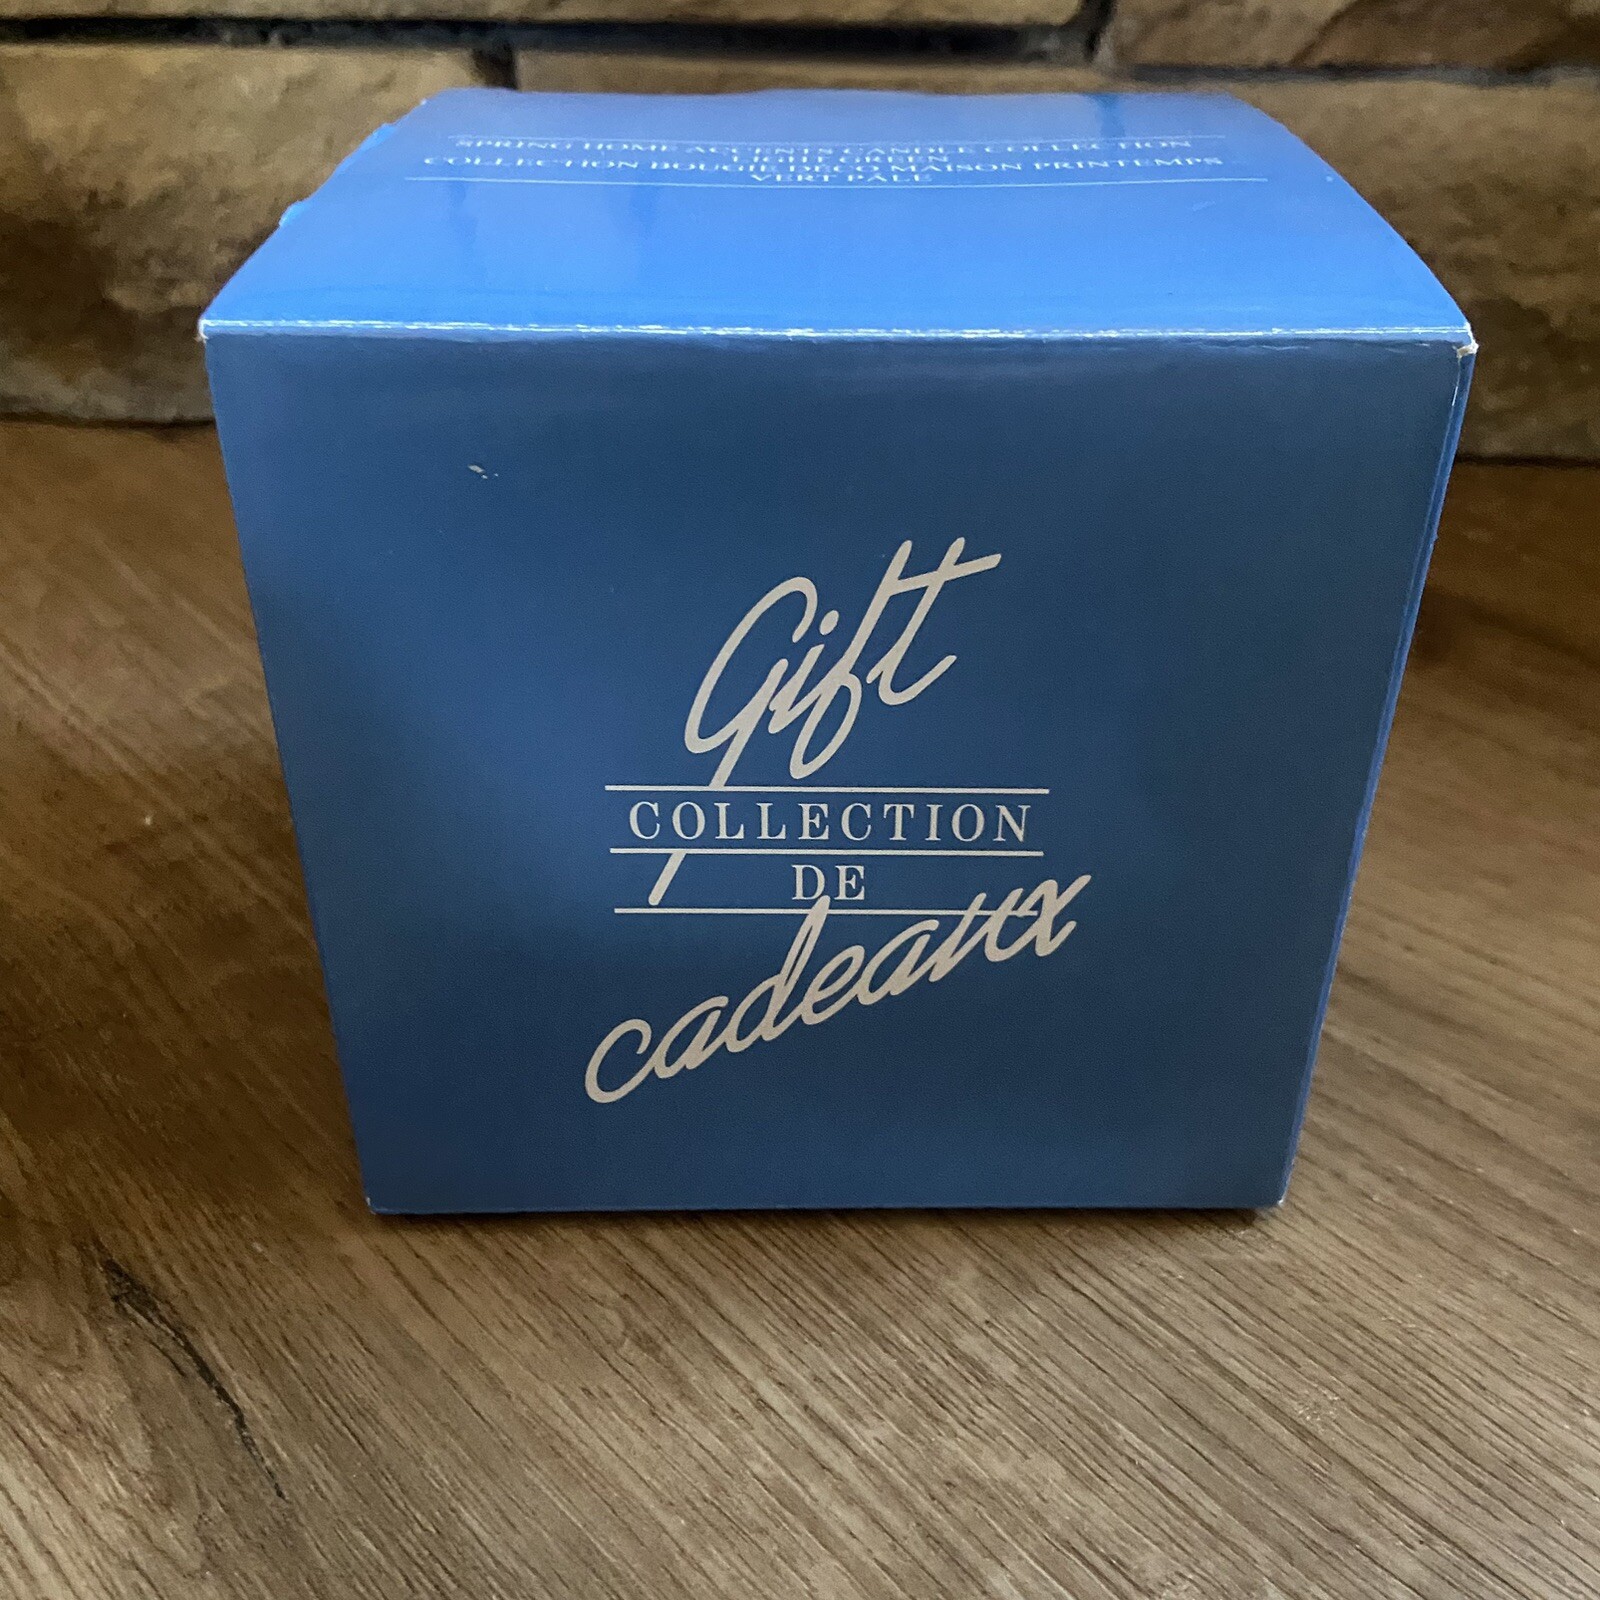 SPRING HOME ACCENTS CANDLE COLLECTION
LIGHT GREEN
COLLECTION BOUGIE DÉCO MAISON PRINTEMPS
VERT PÂLE
Gift
COLLECTION
DE
cadeaux